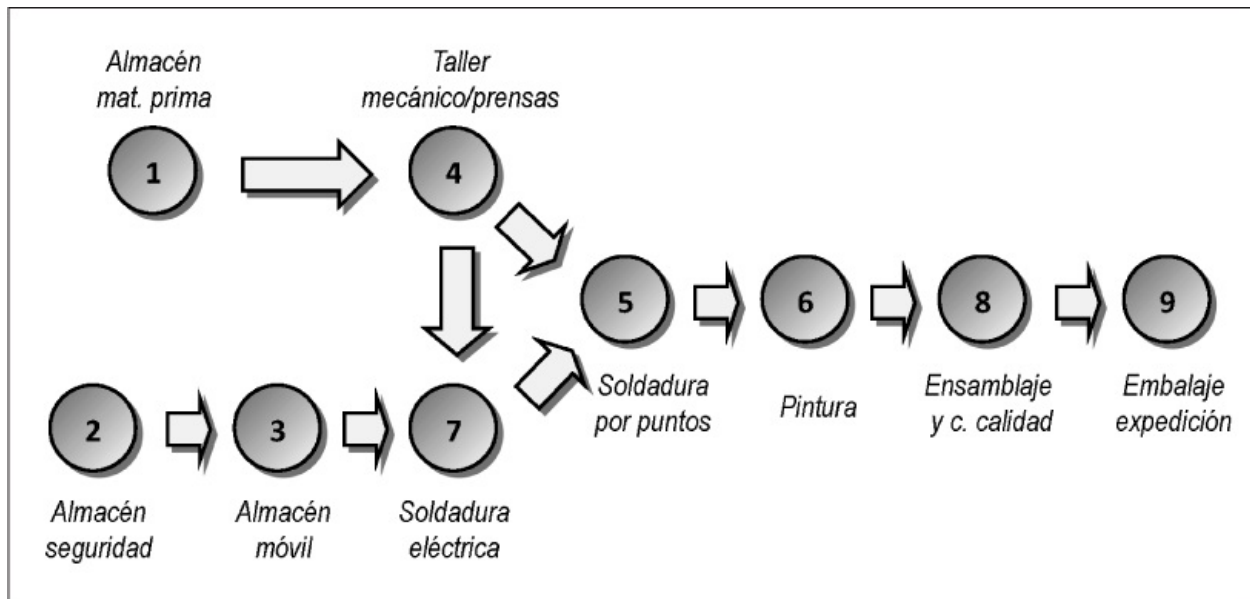 Almacén
mat. prima
1
Taller
mecánico/prensas
4
5
Soldadura
por puntos
6
Pintura
8
Ensamblaje
y c. calidad
9
Embalaje
expedición
2
Almacén
seguridad
3
Almacén
móvil
7
Soldadura
eléctrica